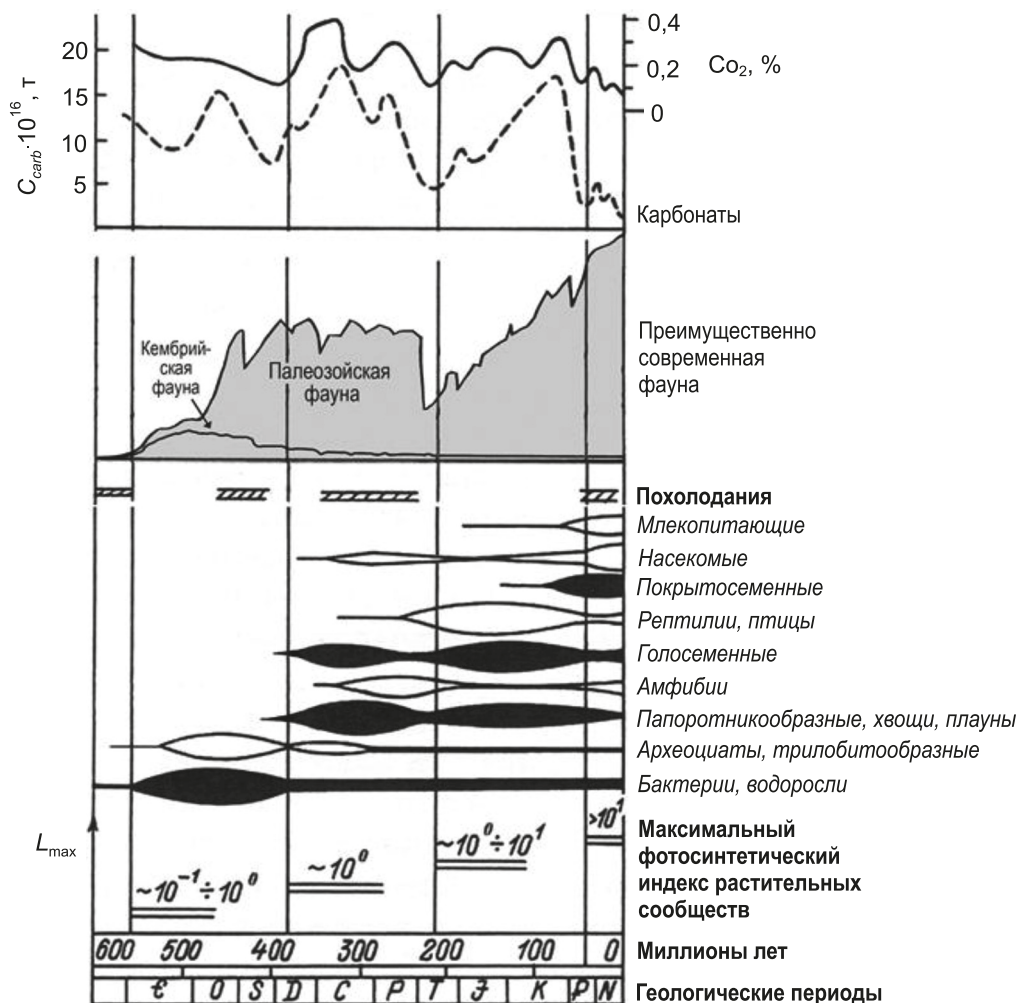 20
15
10
5
C_carb·10^16, т
0,4
0,2
0
Co₂, %
Карбонаты
Кембрий-
ская
фауна
Палеозойская
фауна
Преимущественно
современная
фауна
Похолодания
Млекопитающие
Насекомые
Покрытосеменные
Рептилии, птицы
Голосеменные
Амфибии
Папоротникообразные, хвощи, плауны
Археоциаты, трилобитообразные
Бактерии, водоросли
L_max
~10⁻¹÷10⁰
~10⁰
~10⁰÷10¹
>10¹
Максимальный
фотосинтетический
индекс растительных
сообществ
600 500 400 300 200 100 0
Миллионы лет
Є O S D C P T J K P N
Геологические периоды